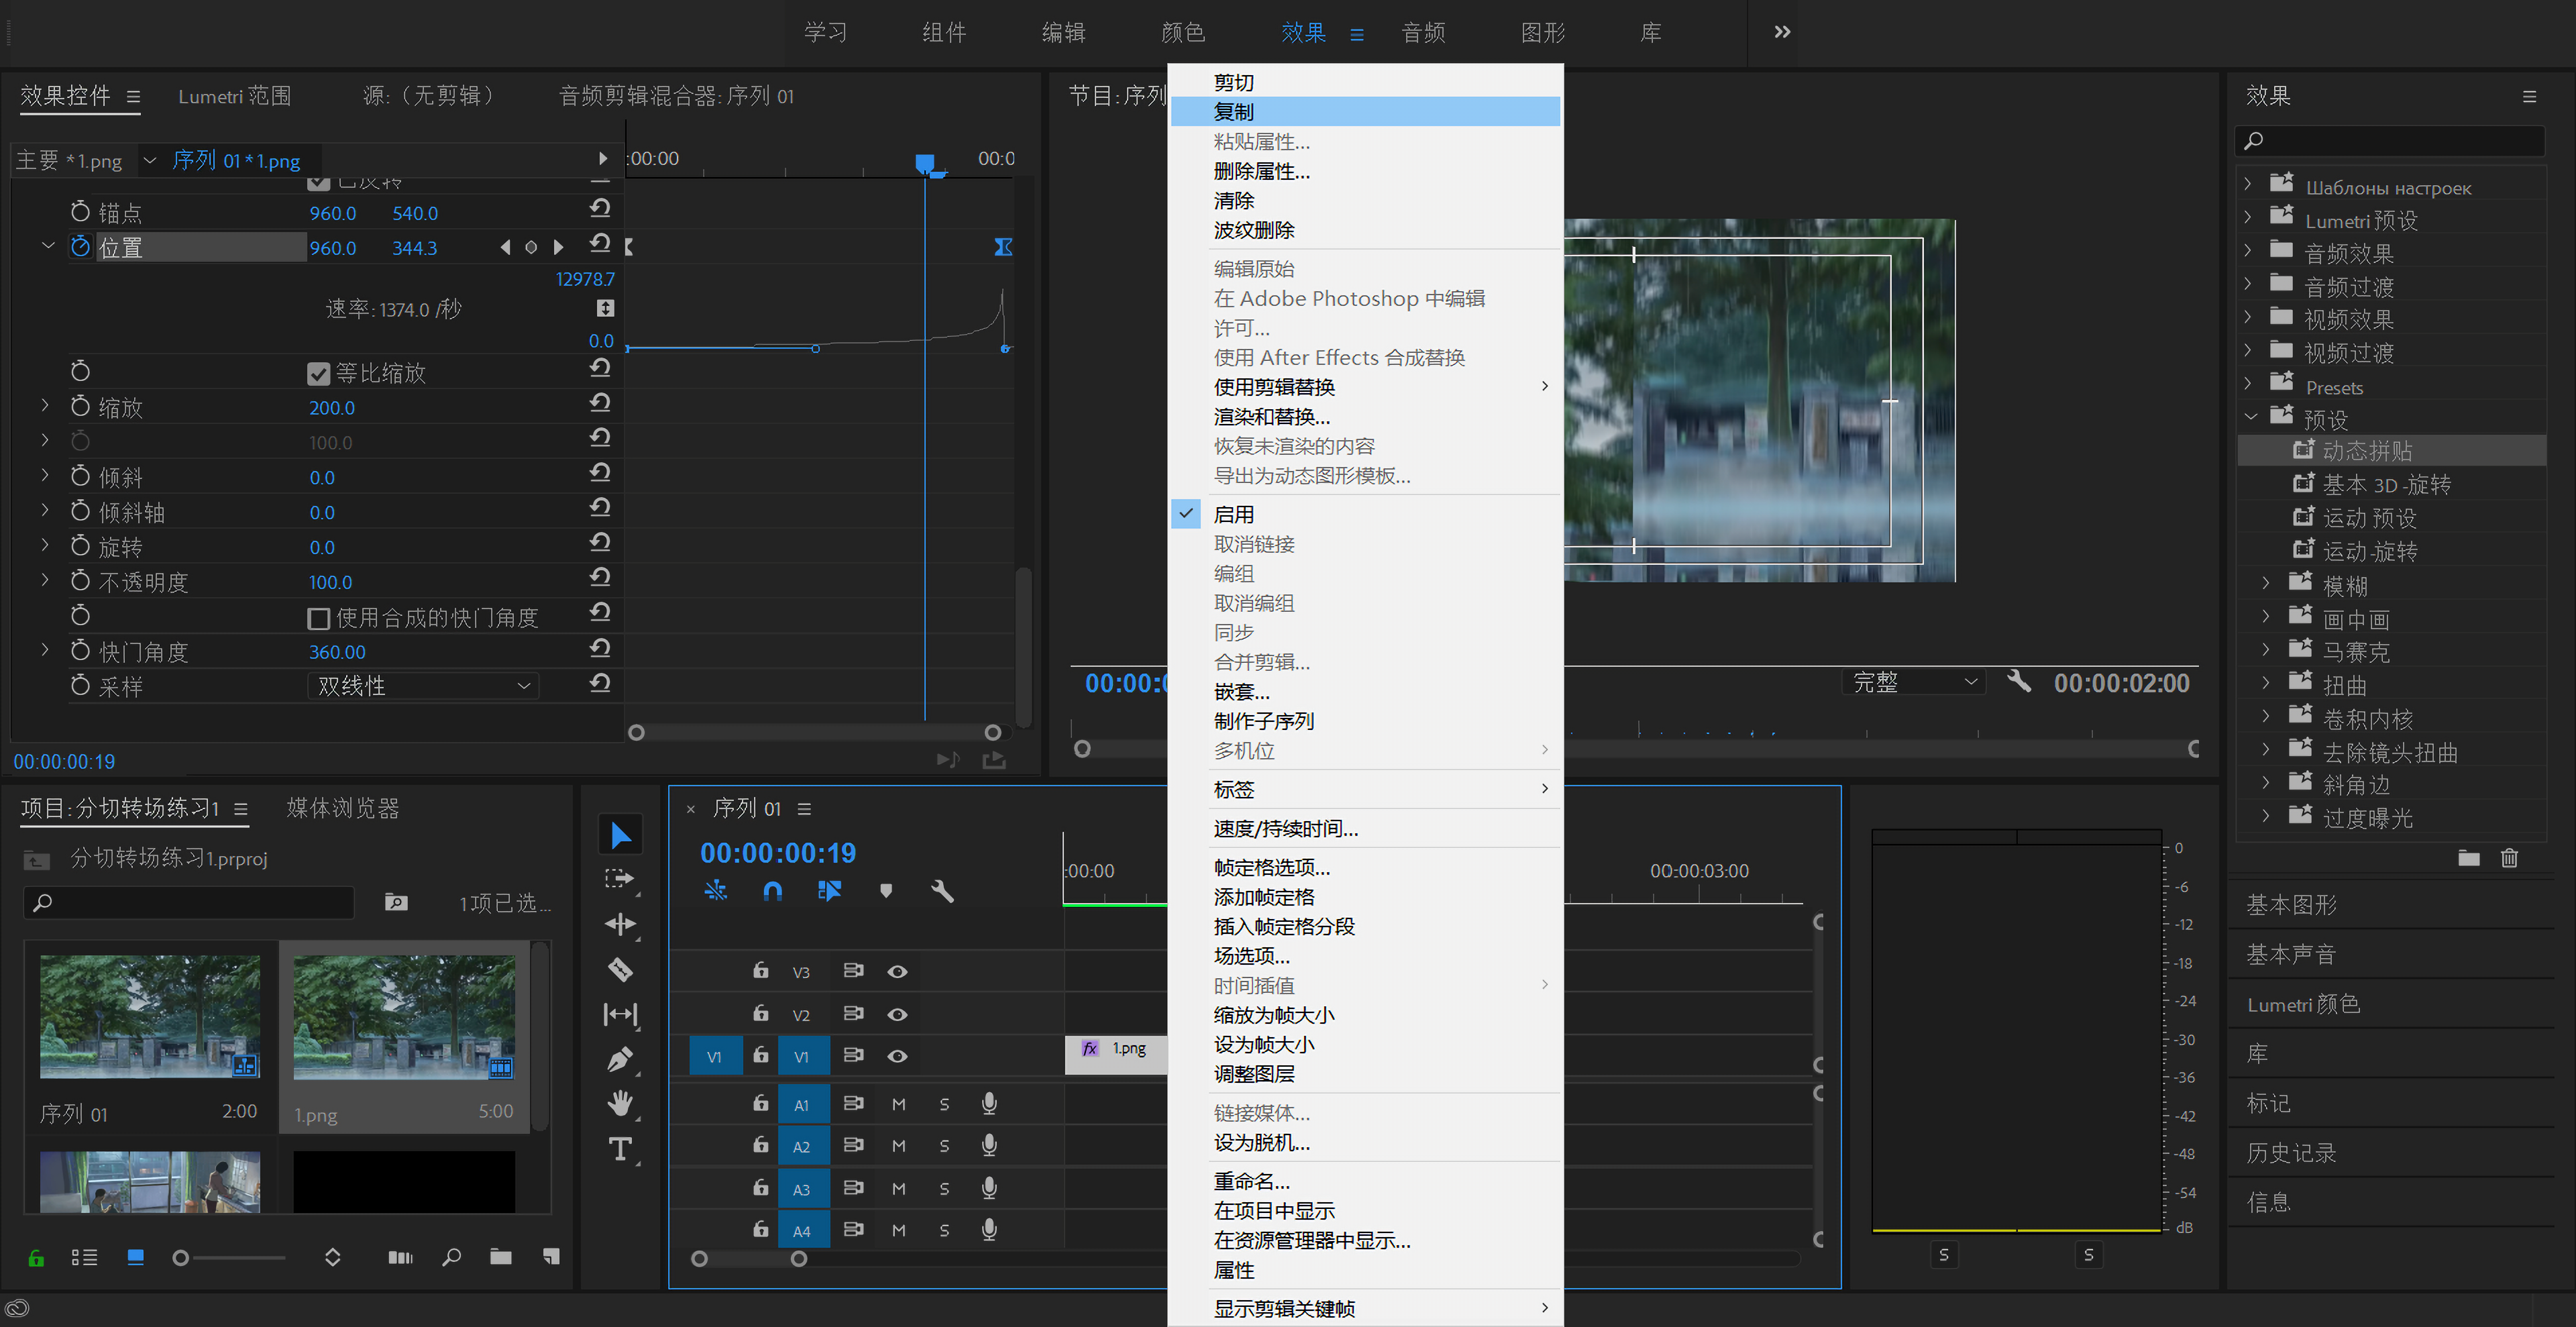 学习
组件
编辑
颜色
效果
音频
图形
库
效果控件
Lumetri 范围
源:（无剪辑）
音频剪辑混合器: 序列 01
主要 *1.png
序列 01*1.png
:00:00
00:0
已反转
锚点 960.0 540.0
位置 960.0 344.3
12978.7
速率:1374.0 /秒
0.0
等比缩放
缩放 200.0
100.0
倾斜 0.0
倾斜轴 0.0
旋转 0.0
不透明度 100.0
使用合成的快门角度
快门角度 360.00
采样 双线性
00:00:00:19
节目: 序列
00:00:0
完整
00:00:02:00
剪切
复制
粘贴属性...
删除属性...
清除
波纹删除
编辑原始
在 Adobe Photoshop 中编辑
许可...
使用 After Effects 合成替换
使用剪辑替换
渲染和替换...
恢复未渲染的内容
导出为动态图形模板...
启用
取消链接
编组
取消编组
同步
合并剪辑...
嵌套...
制作子序列
多机位
标签
速度/持续时间...
帧定格选项...
添加帧定格
插入帧定格分段
场选项...
时间插值
缩放为帧大小
设为帧大小
调整图层
链接媒体...
设为脱机...
重命名...
在项目中显示
在资源管理器中显示...
属性
显示剪辑关键帧
效果
Шаблоны настроек
Lumetri 预设
音频效果
音频过渡
视频效果
视频过渡
Presets
预设
动态拼贴
基本 3D -旋转
运动 预设
运动-旋转
模糊
画中画
马赛克
扭曲
卷积内核
去除镜头扭曲
斜角边
过度曝光
基本图形
基本声音
Lumetri 颜色
库
标记
历史记录
信息
项目: 分切转场练习1
媒体浏览器
分切转场练习1.prproj
1项已选...
序列 01 2:00
1.png 5:00
序列 01
00:00:00:19
:00:00
00:00:03:00
V3
V2
V1 V1
fx 1.png
A1 M S
A2 M S
A3 M S
A4 M S
0
-6
-12
-18
-24
-30
-36
-42
-48
-54
dB
S S